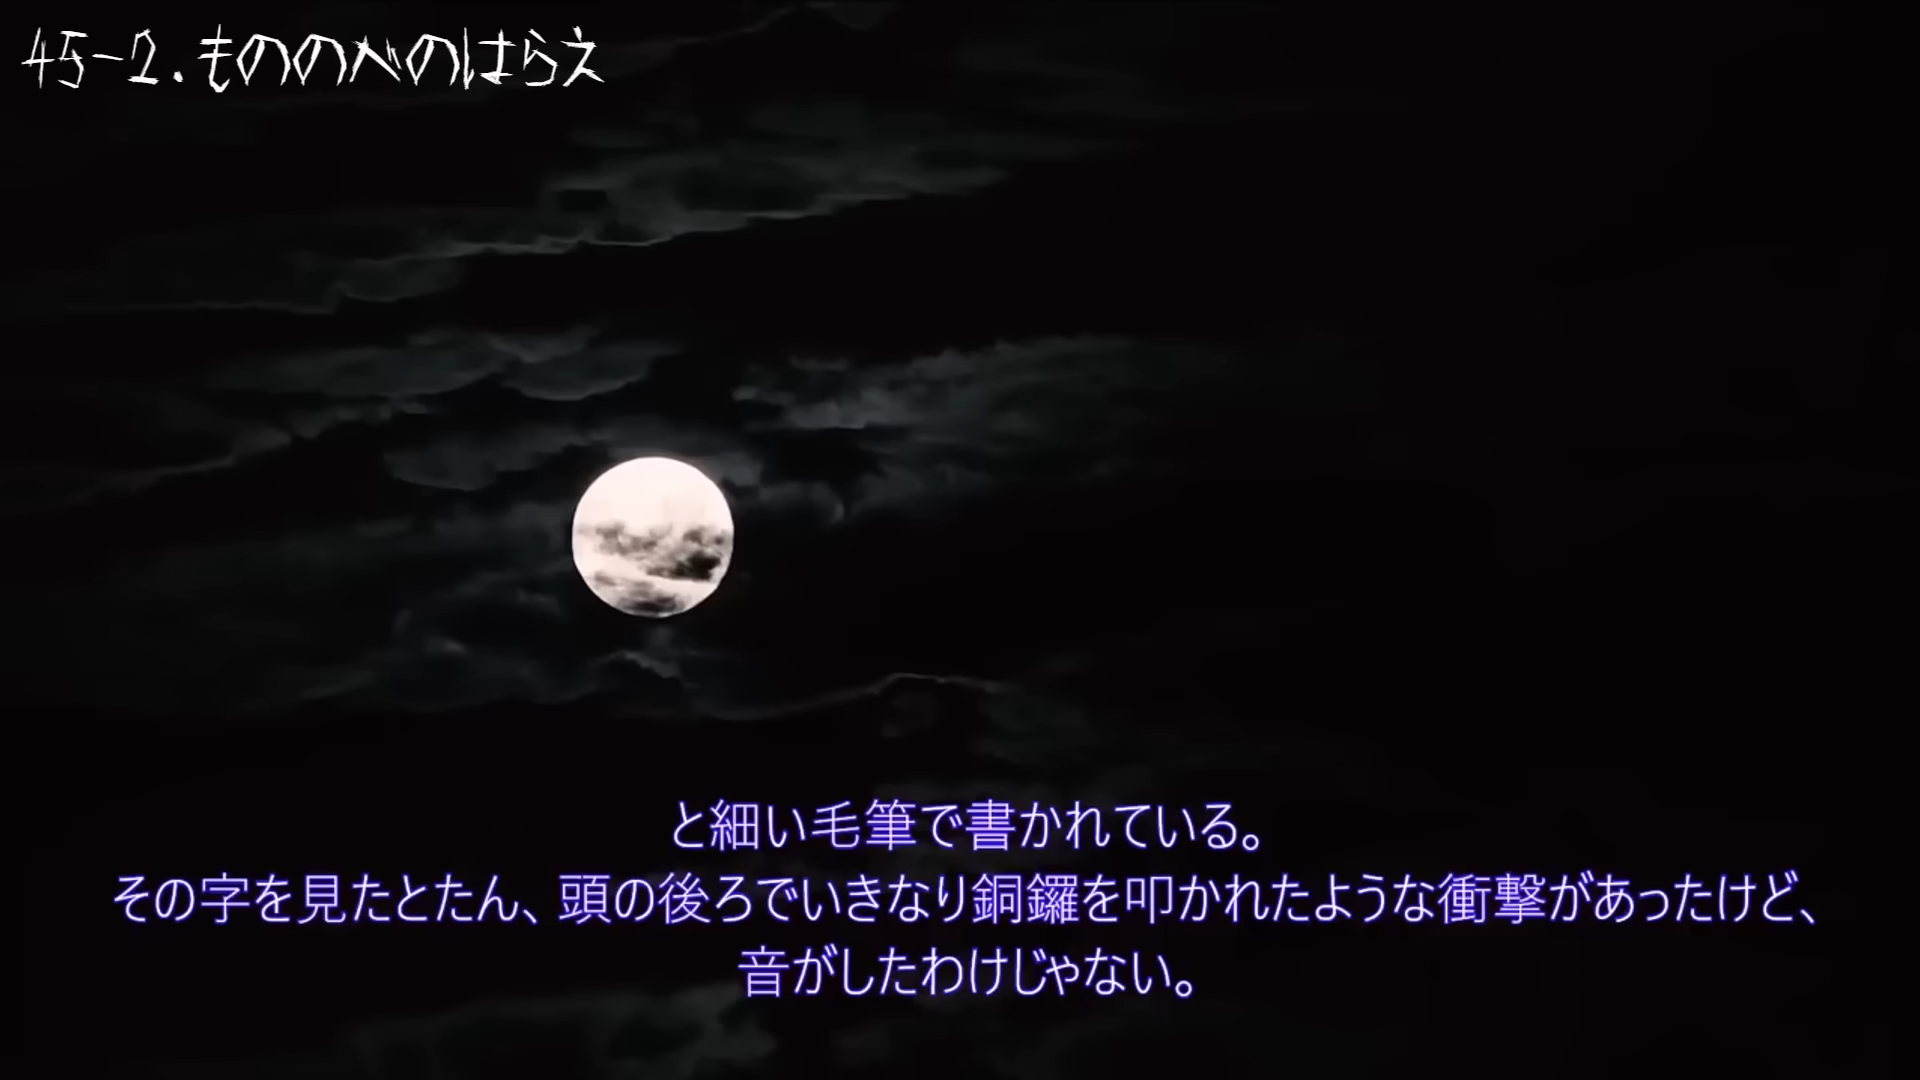 45-2.もののべのはらえ
と細い毛筆で書かれている。
その字を見たとたん、頭の後ろでいきなり銅鑼を叩かれたような衝撃があったけど、
音がしたわけじゃない。